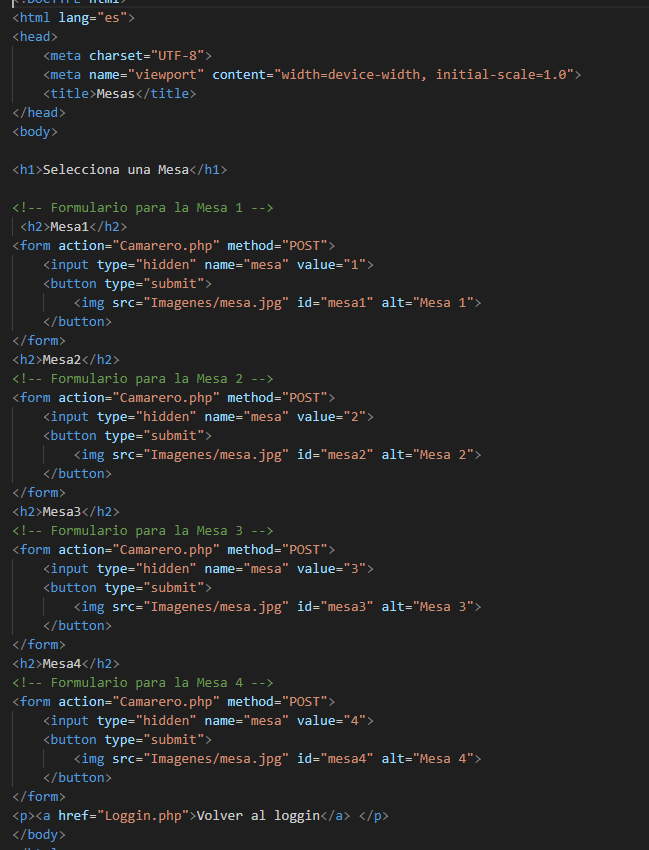 <!DOCTYPE html>
<html lang="es">
<head>
    <meta charset="UTF-8">
    <meta name="viewport" content="width=device-width, initial-scale=1.0">
    <title>Mesas</title>
</head>
<body>

<h1>Selecciona una Mesa</h1>

<!-- Formulario para la Mesa 1 -->
 <h2>Mesa1</h2>
<form action="Camarero.php" method="POST">
    <input type="hidden" name="mesa" value="1">
    <button type="submit">
        <img src="Imagenes/mesa.jpg" id="mesa1" alt="Mesa 1">
    </button>
</form>
<h2>Mesa2</h2>
<!-- Formulario para la Mesa 2 -->
<form action="Camarero.php" method="POST">
    <input type="hidden" name="mesa" value="2">
    <button type="submit">
        <img src="Imagenes/mesa.jpg" id="mesa2" alt="Mesa 2">
    </button>
</form>
<h2>Mesa3</h2>
<!-- Formulario para la Mesa 3 -->
<form action="Camarero.php" method="POST">
    <input type="hidden" name="mesa" value="3">
    <button type="submit">
        <img src="Imagenes/mesa.jpg" id="mesa3" alt="Mesa 3">
    </button>
</form>
<h2>Mesa4</h2>
<!-- Formulario para la Mesa 4 -->
<form action="Camarero.php" method="POST">
    <input type="hidden" name="mesa" value="4">
    <button type="submit">
        <img src="Imagenes/mesa.jpg" id="mesa4" alt="Mesa 4">
    </button>
</form>
<p><a href="Loggin.php">Volver al loggin</a> </p>
</body>